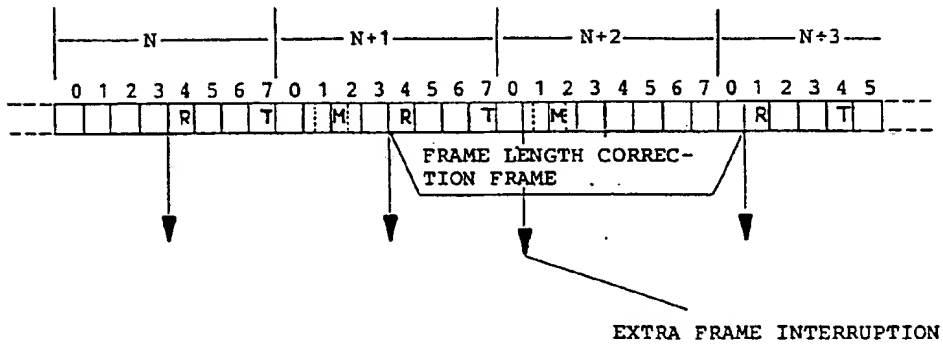 N N+1 N+2 N÷3
0 1 2 3 4 5 6 7 0 1 2 3 4 5 6 7 0 1 2 3 4 5 6 7 0 1 2 3 4 5
R T M R T M R T
FRAME LENGTH CORREC-
TION FRAME
EXTRA FRAME INTERRUPTION